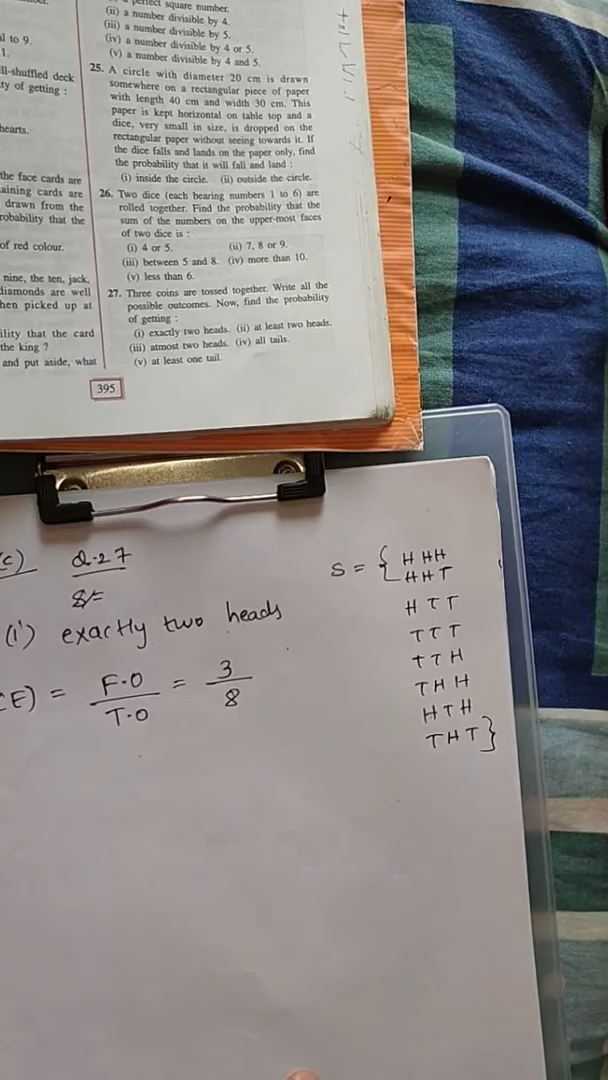 (ii) a number divisible by 4.
(iii) a number divisible by 5.
(iv) a number divisible by 4 or 5.
(v) a number divisible by 4 and 5.
25. A circle with diameter 20 cm is drawn
somewhere on a rectangular piece of paper
with length 40 cm and width 30 cm. This
paper is kept horizontal on table top and a
dice, very small in size, is dropped on the
rectangular paper without seeing towards it. If
the dice falls and lands on the paper only, find
the probability that it will fall and land :
(i) inside the circle. (ii) outside the circle.
26. Two dice (each bearing numbers 1 to 6) are
rolled together. Find the probability that the
sum of the numbers on the upper-most faces
of two dice is :
(i) 4 or 5. (ii) 7, 8 or 9.
(iii) between 5 and 8. (iv) more than 10.
(v) less than 6.
27. Three coins are tossed together. Write all the
possible outcomes. Now, find the probability
of getting :
(i) exactly two heads. (ii) at least two heads.
(iii) atmost two heads. (iv) all tails.
(v) at least one tail.
to 9.
1.
ll-shuffled deck
ty of getting :
hearts.
the face cards are
aining cards are
drawn from the
robability that the
of red colour.
nine, the ten, jack,
diamonds are well
hen picked up at
ility that the card
the king ?
and put aside, what
395
c) Q.27
(i) exactly two heads
E) = F.O / T.O = 3 / 8
S = { H HH
HHT
H T T
T T T
T T H
T H H
H T H
T H T }